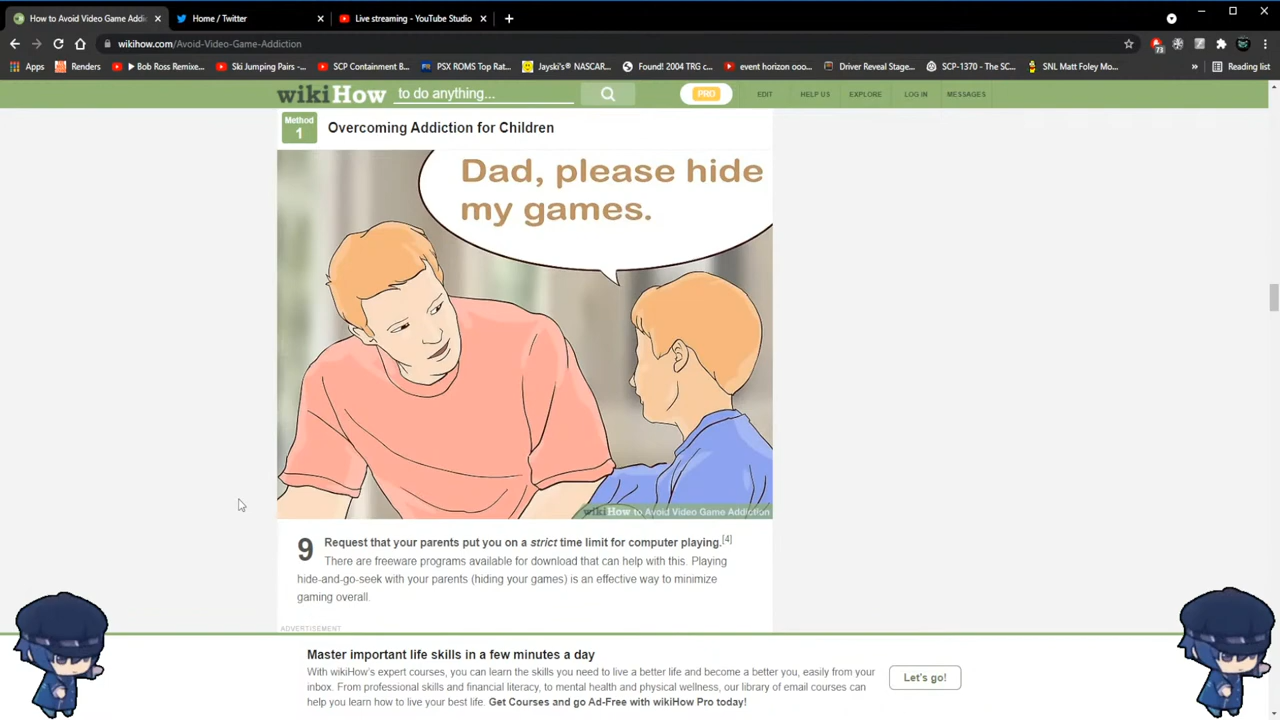 How to Avoid Video Game Addi
Home / Twitter
Live streaming - YouTube Studio
wikihow.com/Avoid-Video-Game-Addiction
73
Apps
Renders
Bob Ross Remixe...
Ski Jumping Pairs -...
SCP Containment B...
PSX ROMS Top Rat...
Jayski's® NASCAR...
Found! 2004 TRG c...
event horizon ooo...
Driver Reveal Stage...
SCP-1370 - The SC...
SNL Matt Foley Mo...
»
Reading list
wikiHow
to do anything...
PRO
EDIT
HELP US
EXPLORE
LOG IN
MESSAGES
Method
1
Overcoming Addiction for Children
Dad, please hide
my games.
wikiHow to Avoid Video Game Addiction
9 Request that your parents put you on a strict time limit for computer playing.[4]
There are freeware programs available for download that can help with this. Playing
hide-and-go-seek with your parents (hiding your games) is an effective way to minimize
gaming overall.
ADVERTISEMENT
Master important life skills in a few minutes a day
With wikiHow's expert courses, you can learn the skills you need to live a better life and become a better you, easily from your
inbox. From professional skills and financial literacy, to mental health and physical wellness, our library of email courses can
help you learn how to live your best life. Get Courses and go Ad-Free with wikiHow Pro today!
Let's go!